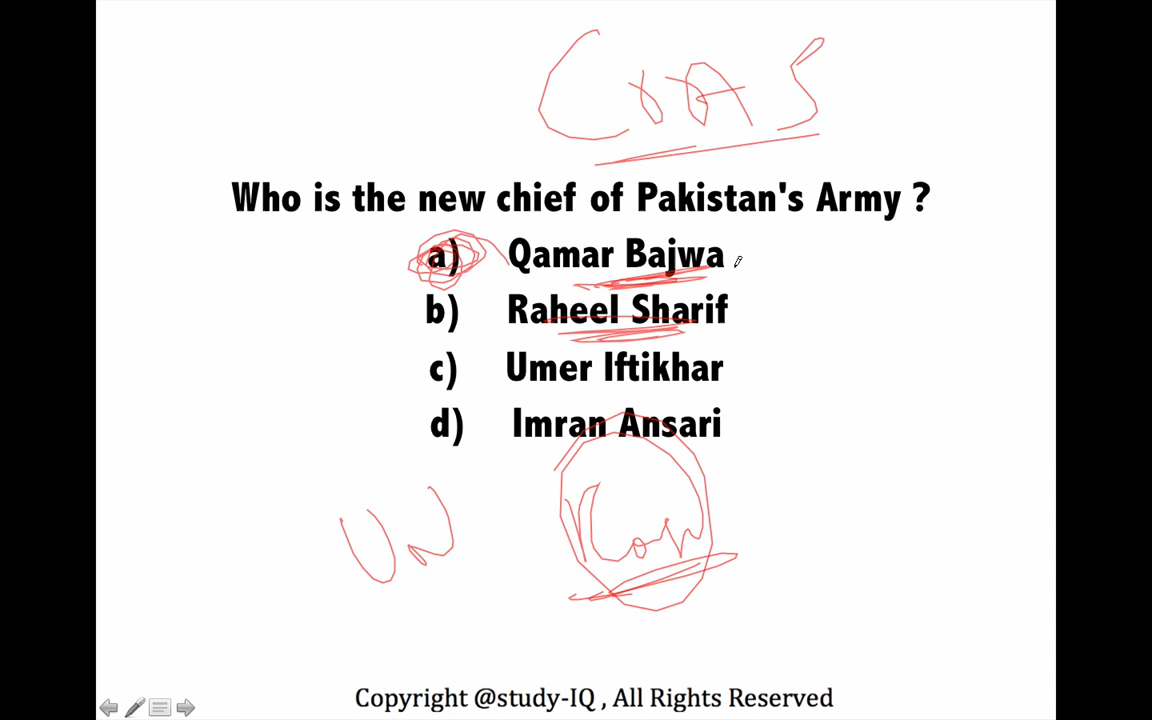 COAS
Who is the new chief of Pakistan's Army ?
a) Qamar Bajwa
b) Raheel Sharif
c) Umer Iftikhar
d) Imran Ansari
UN
Copyright @study-IQ , All Rights Reserved